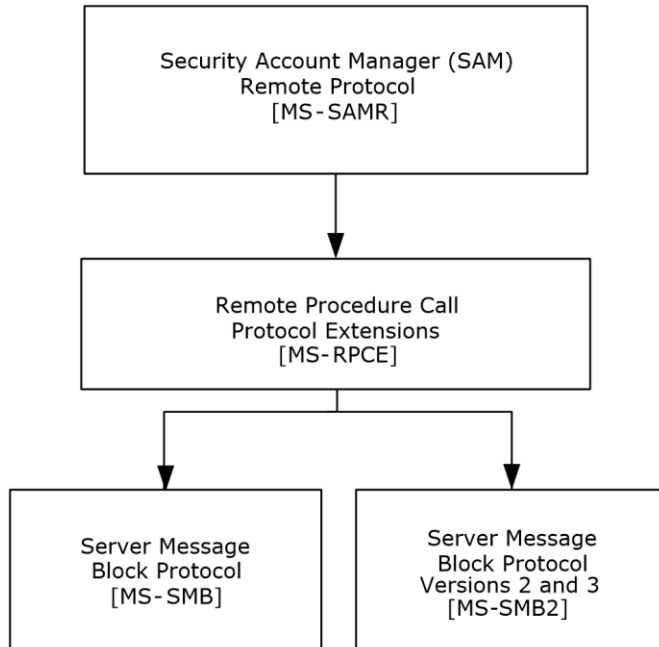 Security Account Manager (SAM)
Remote Protocol
[MS-SAMR]
Remote Procedure Call
Protocol Extensions
[MS-RPCE]
Server Message
Block Protocol
[MS-SMB]
Server Message
Block Protocol
Versions 2 and 3
[MS-SMB2]